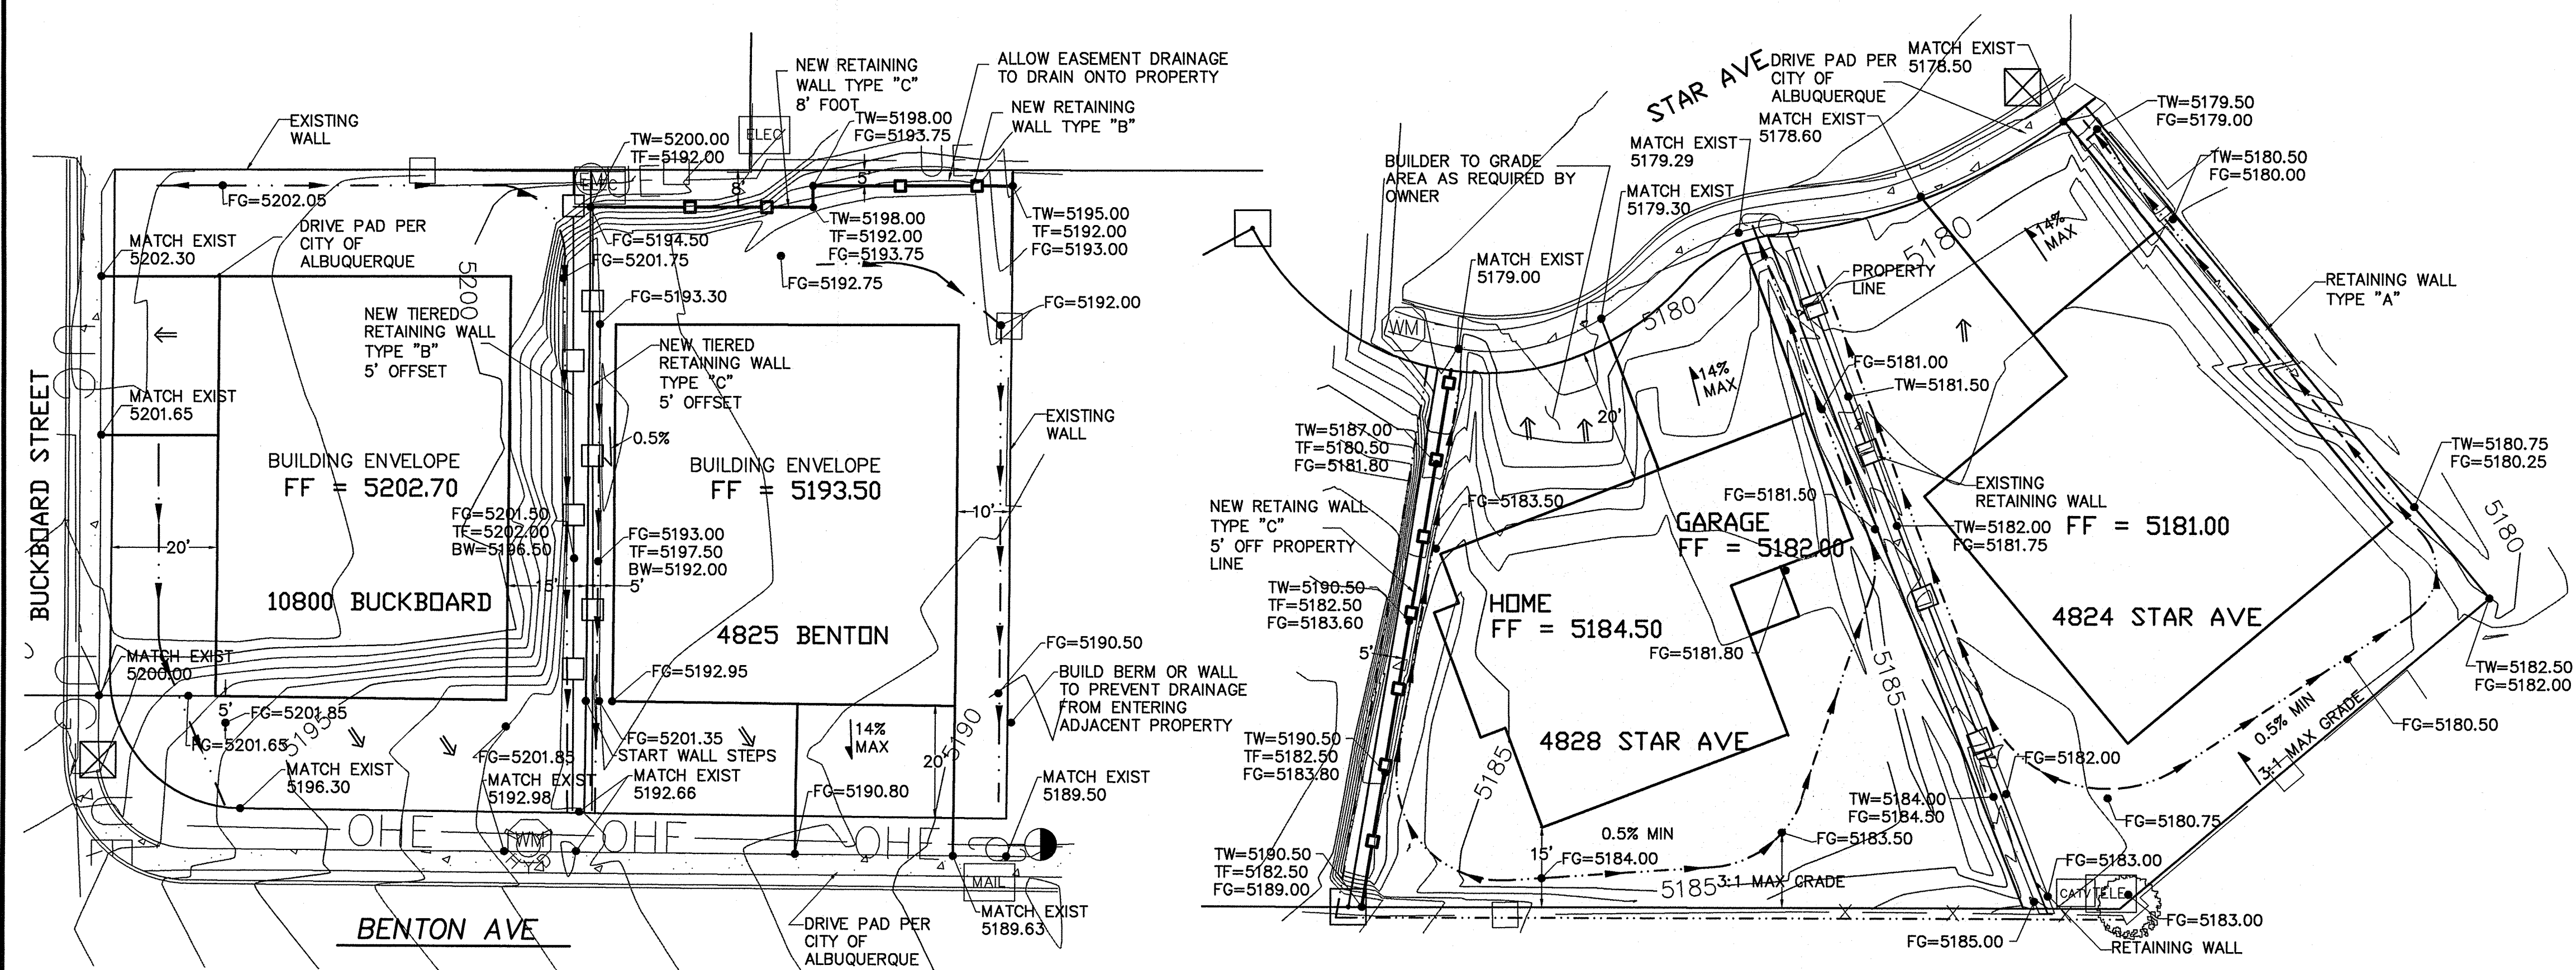 EXISTING
WALL
NEW RETAINING
WALL TYPE "C"
8' FOOT
ALLOW EASEMENT DRAINAGE
TO DRAIN ONTO PROPERTY
NEW RETAINING
WALL TYPE "B"
ELEC
TW=5200.00
TF=5192.00
TW=5198.00
FG=5193.75
8'
5'
FG=5202.05
DRIVE PAD PER
CITY OF
ALBUQUERQUE
MATCH EXIST
5202.30
FG=5194.50
FG=5201.75
TW=5198.00
TF=5192.00
FG=5193.75
TW=5195.00
TF=5192.00
FG=5193.00
FG=5192.75
FG=5192.00
FG=5193.30
5200
NEW TIERED
RETAINING WALL
TYPE "B"
5' OFFSET
NEW TIERED
RETAINING WALL
TYPE "C"
5' OFFSET
MATCH EXIST
5201.65
0.5%
EXISTING
WALL
BUCKBOARD STREET
BUILDING ENVELOPE
FF = 5202.70
BUILDING ENVELOPE
FF = 5193.50
FG=5201.50
TF=5202.00
BW=5196.50
FG=5193.00
TF=5197.50
BW=5192.00
10'
20'
15'
5'
10800 BUCKBOARD
4825 BENTON
FG=5190.50
MATCH EXIST
5200.00
FG=5192.95
BUILD BERM OR WALL
TO PREVENT DRAINAGE
FROM ENTERING
ADJACENT PROPERTY
5'
FG=5201.85
FG=5201.65
5195
FG=5201.85
FG=5201.35
START WALL STEPS
14%
MAX
20'
5190
MATCH EXIST
5196.30
MATCH EXIST
5192.98
MATCH EXIST
5192.66
FG=5190.80
MATCH EXIST
5189.50
OHE
WM
MAIL
BENTON AVE
DRIVE PAD PER
CITY OF
ALBUQUERQUE
MATCH EXIST
5189.63
STAR AVE
DRIVE PAD PER
CITY OF
ALBUQUERQUE
MATCH EXIST
5178.50
TW=5179.50
FG=5179.00
MATCH EXIST
5178.60
MATCH EXIST
5179.29
BUILDER TO GRADE
AREA AS REQUIRED BY
OWNER
MATCH EXIST
5179.30
TW=5180.50
FG=5180.00
MATCH EXIST
5179.00
5180
14%
MAX
PROPERTY
LINE
RETAINING WALL
TYPE "A"
WM
5180
14%
MAX
20'
FG=5181.00
TW=5181.50
TW=5187.00
TF=5180.50
FG=5181.80
TW=5180.75
FG=5180.25
EXISTING
RETAINING WALL
FG=5183.50
FG=5181.50
GARAGE
FF = 5182.00
TW=5182.00
FG=5181.75
FF = 5181.00
5180
NEW RETAING WALL
TYPE "C"
5' OFF PROPERTY
LINE
TW=5190.50
TF=5182.50
FG=5183.60
HOME
FF = 5184.50
FG=5181.80
5'
5185
4824 STAR AVE
TW=5182.50
FG=5182.00
4828 STAR AVE
0.5% MIN
3:1 MAX GRADE
FG=5180.50
TW=5190.50
TF=5182.50
FG=5183.80
5185
FG=5182.00
TW=5184.00
FG=5184.50
FG=5180.75
0.5% MIN
FG=5183.50
15'
FG=5184.00
TW=5190.50
TF=5182.50
FG=5189.00
5185
3:1 MAX GRADE
FG=5183.00
CATV
TELE
FG=5183.00
FG=5185.00
RETAINING WALL